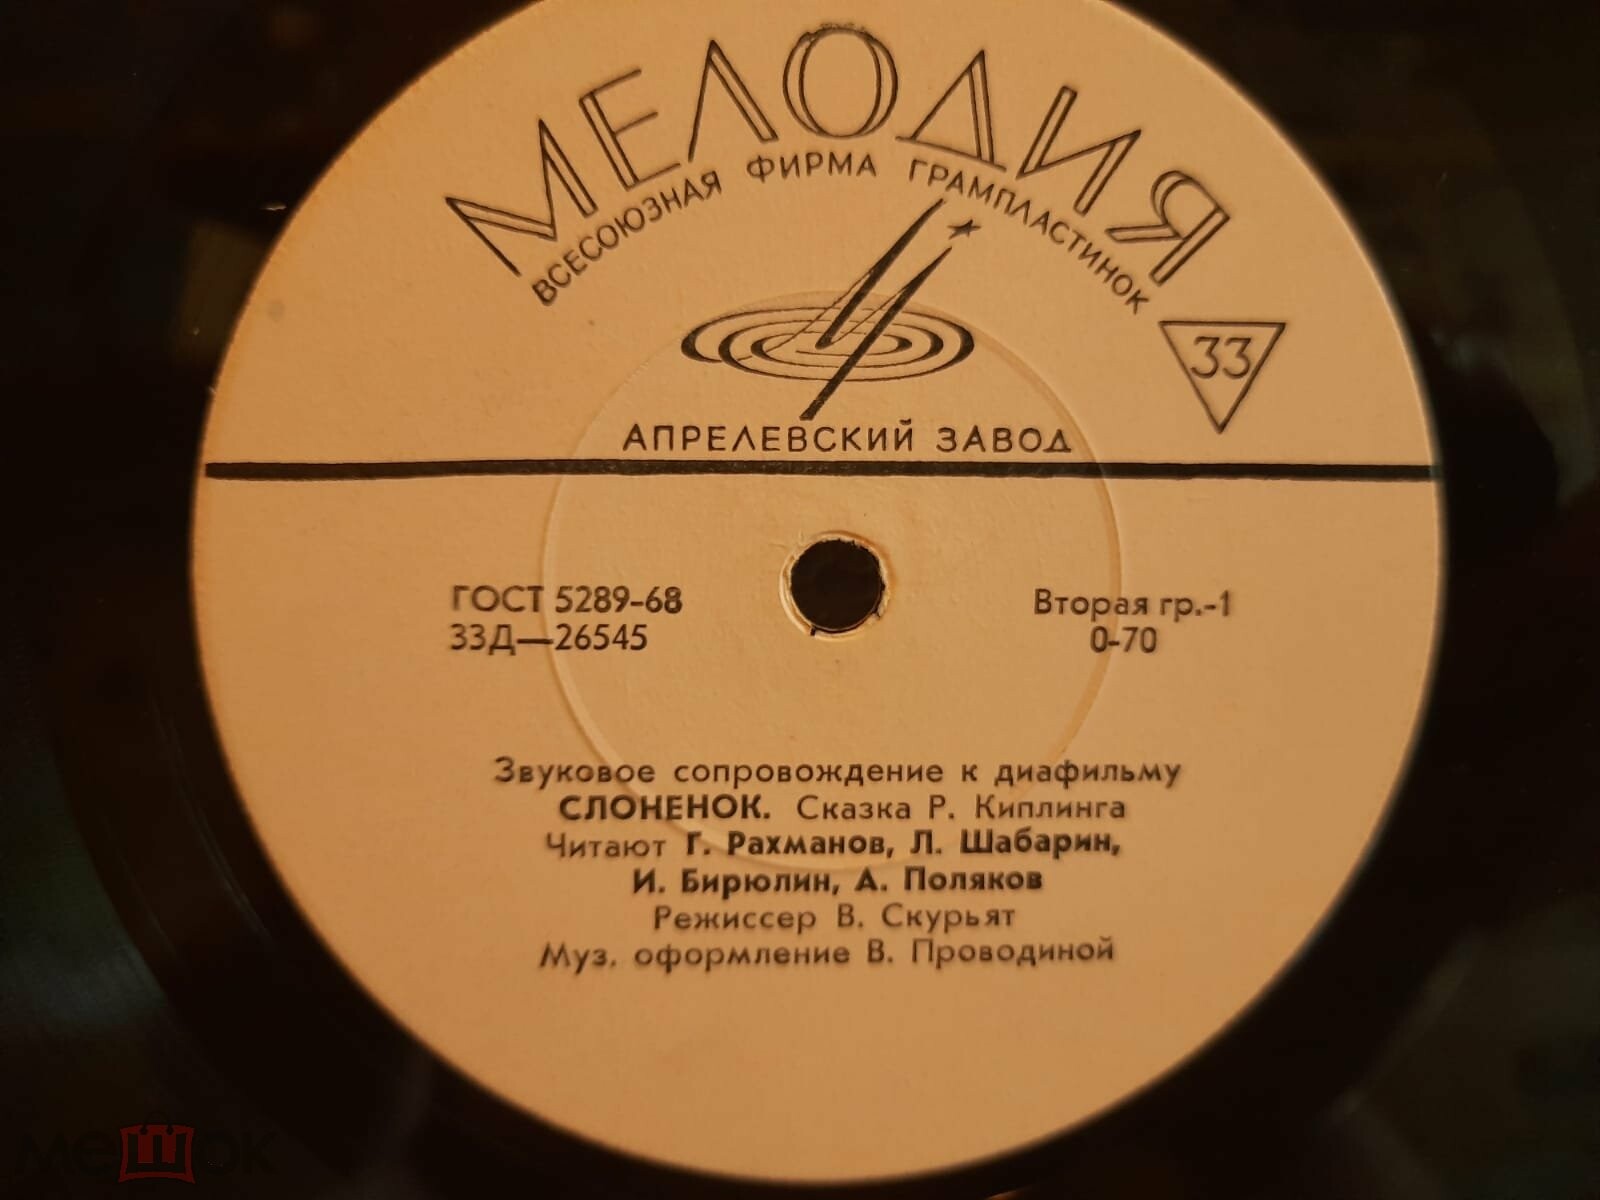 МЕЛОДИЯ
ВСЕСОЮЗНАЯ ФИРМА ГРАМПЛАСТИНОК
33
АПРЕЛЕВСКИЙ ЗАВОД
ГОСТ 5289-68
33Д—26545
Вторая гр.-1
0-70
Звуковое сопровождение к диафильму
СЛОНЕНОК. Сказка Р. Киплинга
Читают Г. Рахманов, Л. Шабарин,
И. Бирюлин, А. Поляков
Режиссер В. Скурьят
Муз. оформление В. Проводиной
мешок